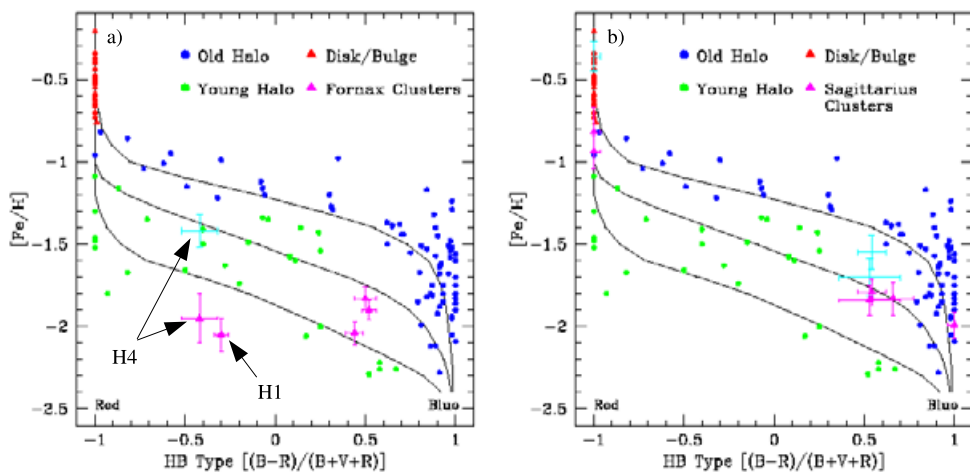 a)
Old Halo
Disk/Bulge
Young Halo
Fornax Clusters
[Fe/H]
−0.5
−1
−1.5
−2
−2.5
H4
H1
Red
Blue
−1
−0.5
0
0.5
1
HB Type [(B−R)/(B+V+R)]
b)
Old Halo
Disk/Bulge
Young Halo
Sagittarius
Clusters
[Fe/H]
−0.5
−1
−1.5
−2
−2.5
Red
Blue
−1
−0.5
0
0.5
1
HB Type [(B−R)/(B+V+R)]